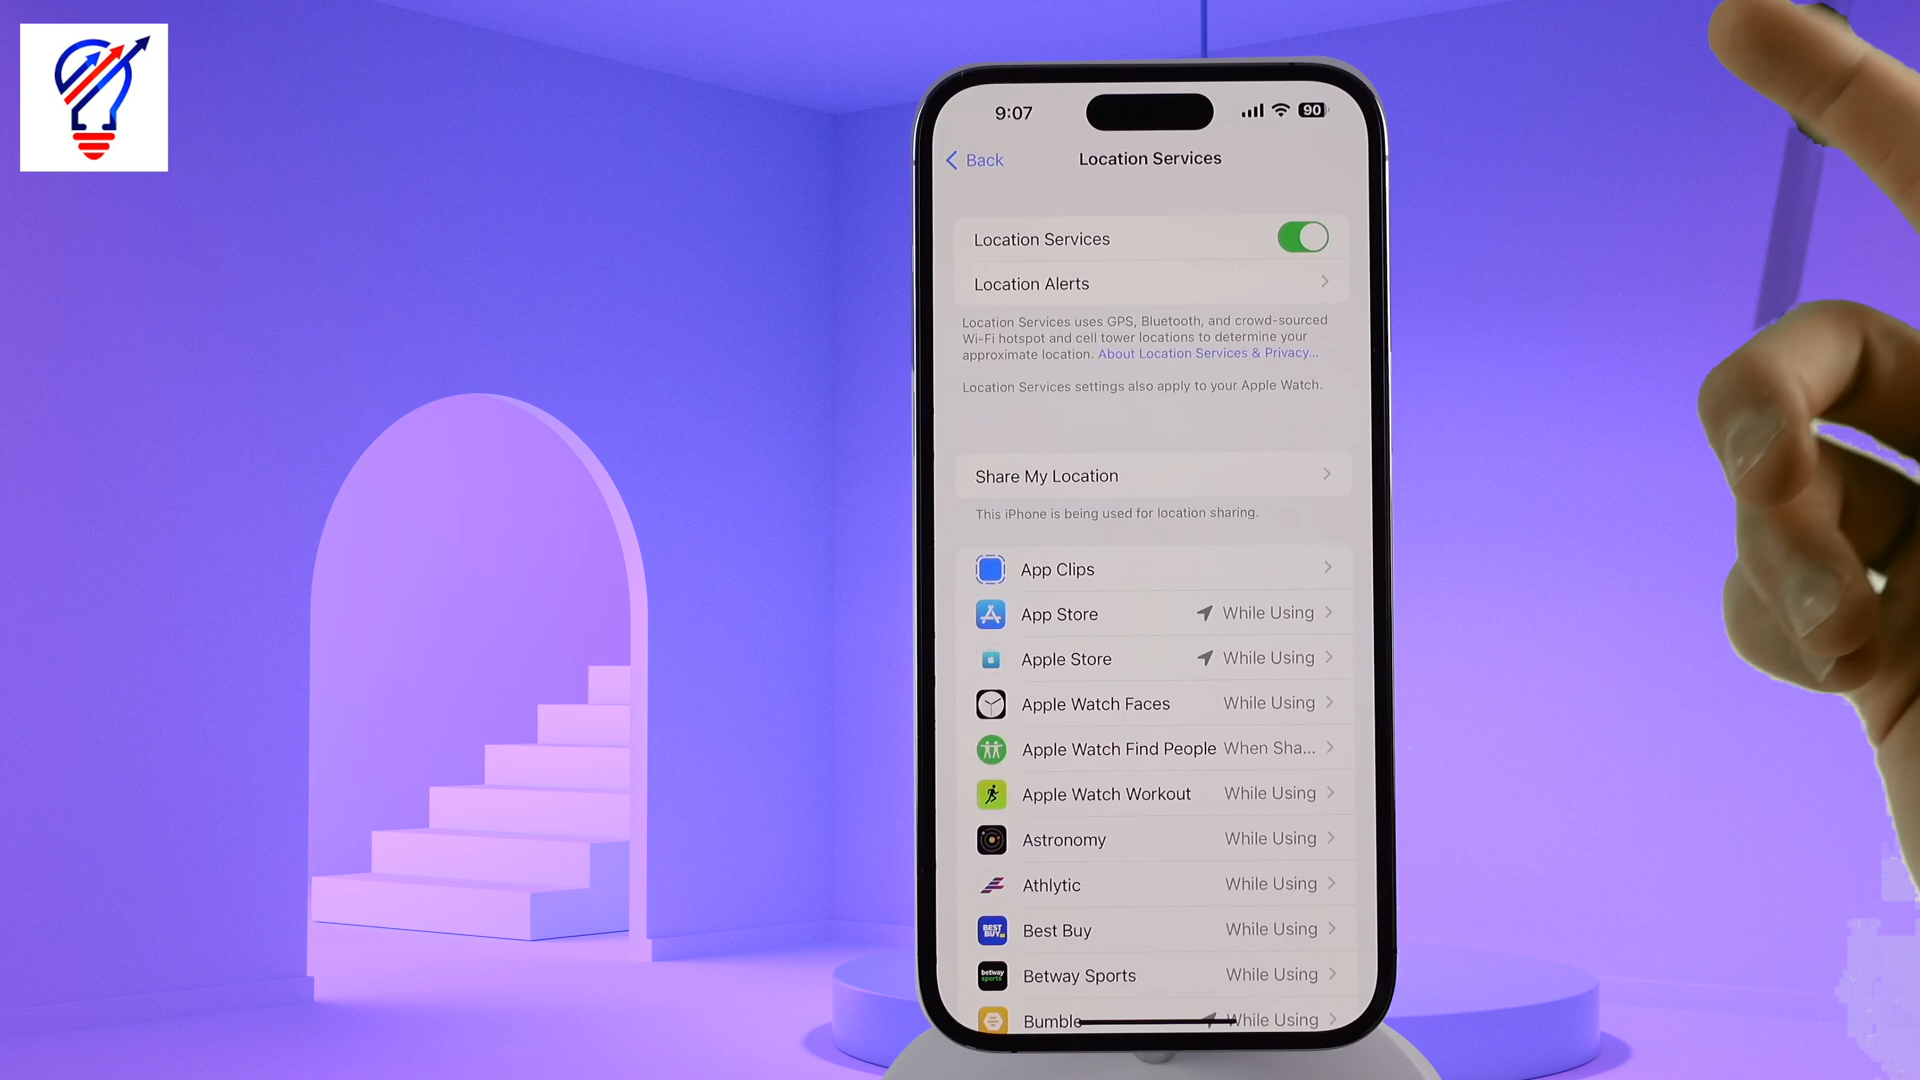 9:07
90
Back
Location Services
Location Services
Location Alerts
Location Services uses GPS, Bluetooth, and crowd-sourced
Wi-Fi hotspot and cell tower locations to determine your
approximate location. About Location Services & Privacy...
Location Services settings also apply to your Apple Watch.
Share My Location
This iPhone is being used for location sharing.
App Clips
App Store While Using
Apple Store While Using
Apple Watch Faces While Using
Apple Watch Find People When Sha...
Apple Watch Workout While Using
Astronomy While Using
Athlytic While Using
BEST BUY Best Buy While Using
betway sports Betway Sports While Using
Bumble While Using